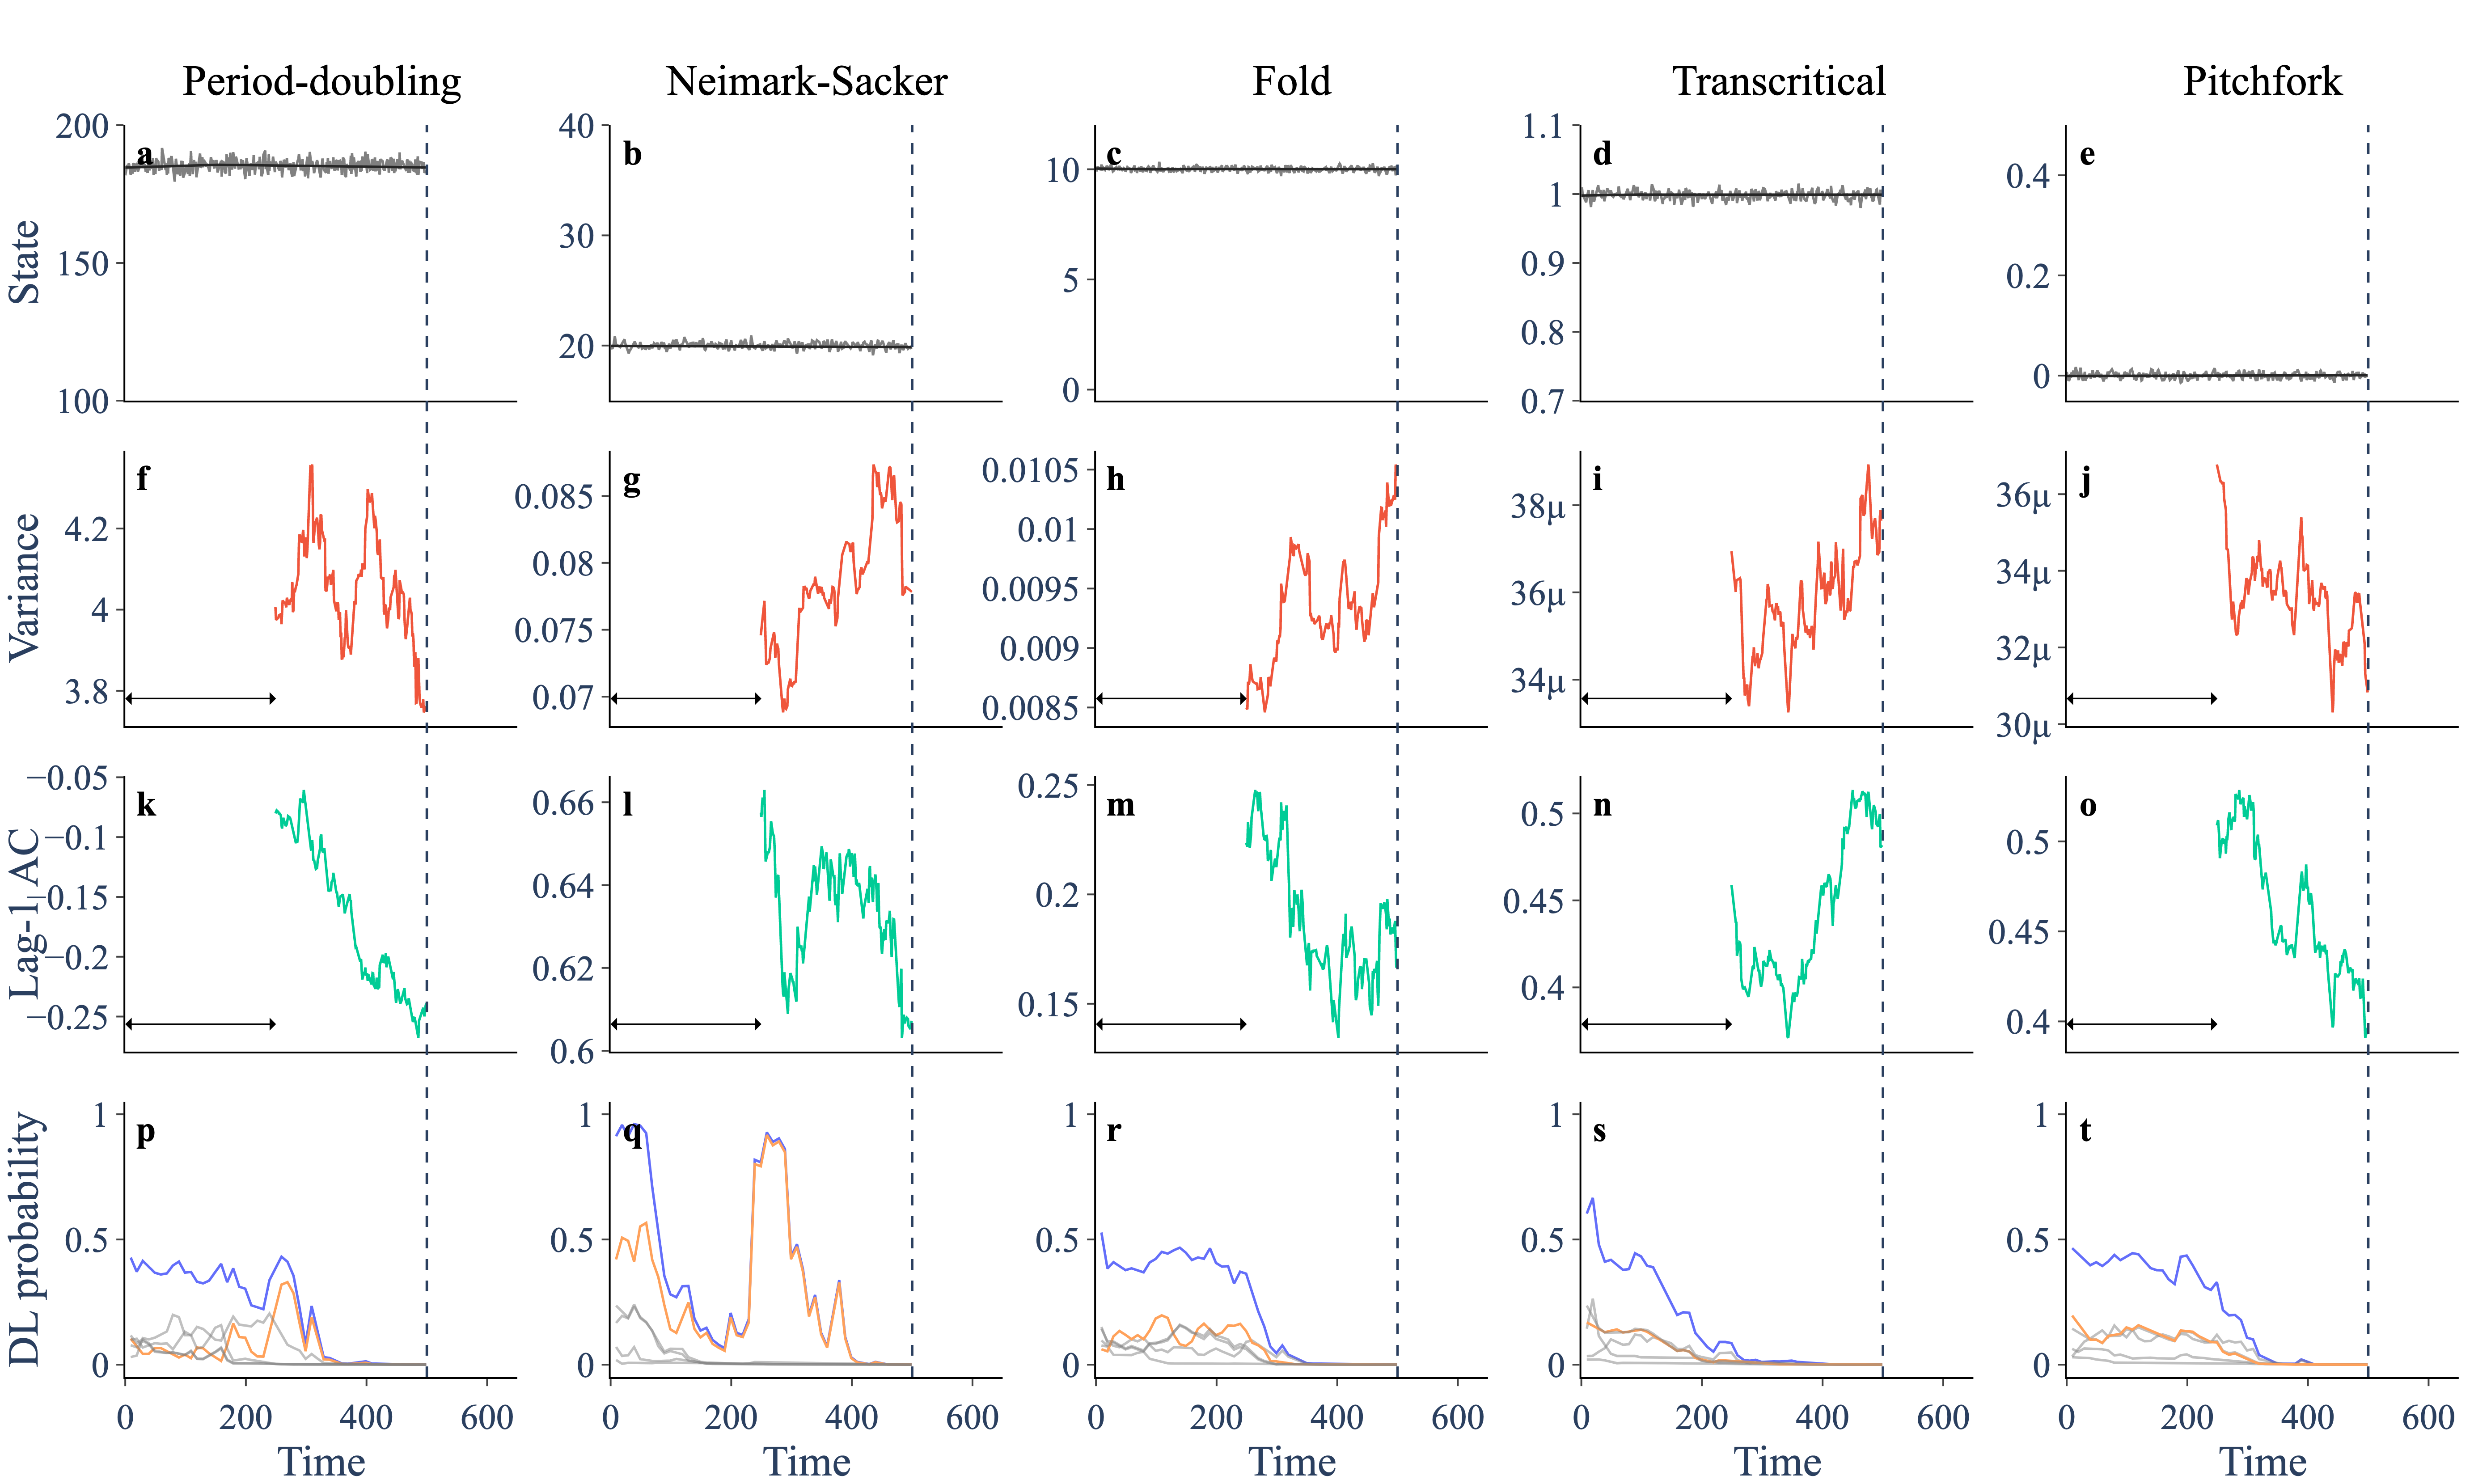 Period-doubling Neimark-Sacker Fold Transcritical Pitchfork
State
200 150 100 a
40 30 20 b
10 5 0 c
1.1 1 0.9 0.8 0.7 d
0.4 0.2 0 e
Variance
4.2 4 3.8 f
0.085 0.08 0.075 0.07 g
0.0105 0.01 0.0095 0.009 0.0085 h
38μ 36μ 34μ i
36μ 34μ 32μ 30μ j
Lag-1 AC
−0.05 −0.1 −0.15 −0.2 −0.25 k
0.66 0.64 0.62 0.6 l
0.25 0.2 0.15 m
0.5 0.45 0.4 n
0.5 0.45 0.4 o
DL probability
1 0.5 0 p
1 0.5 0 q
1 0.5 0 r
1 0.5 0 s
1 0.5 0 t
0 200 400 600 0 200 400 600 0 200 400 600 0 200 400 600 0 200 400 600
Time Time Time Time Time